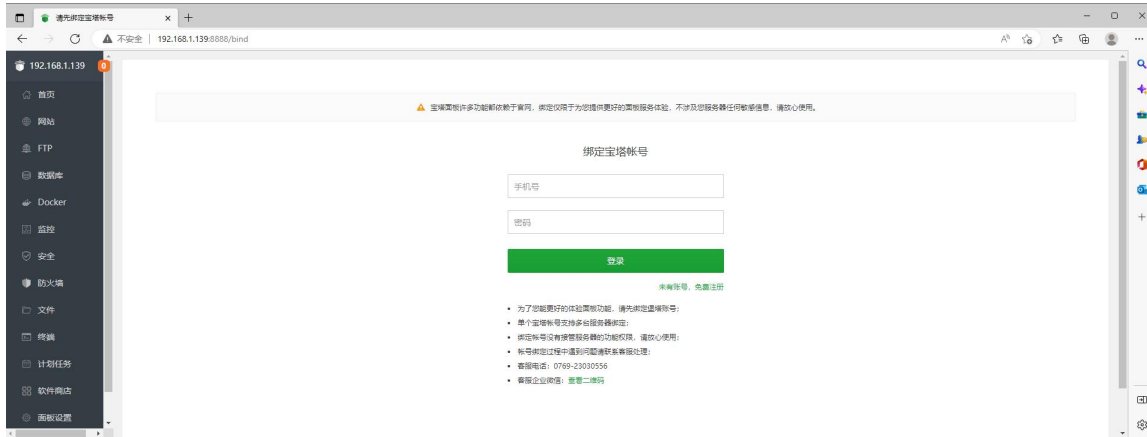 请先绑定宝塔帐号
不安全 | 192.168.1.139:8888/bind
192.168.1.139 0
首页
网站
FTP
数据库
Docker
监控
安全
防火墙
文件
终端
计划任务
软件商店
面板设置
宝塔面板许多功能都依赖于官网，绑定仅限于为您提供更好的面板服务体验，不涉及您服务器任何敏感信息，请放心使用。
绑定宝塔帐号
手机号
密码
登录
未有账号，免费注册
为了您能更好的体验面板功能，请先绑定堡塔账号；
单个宝塔帐号支持多台服务器绑定；
绑定帐号没有接管服务器的功能权限，请放心使用；
帐号绑定过程中遇到问题请联系客服处理；
客服电话：0769-23030556
客服企业微信：查看二维码